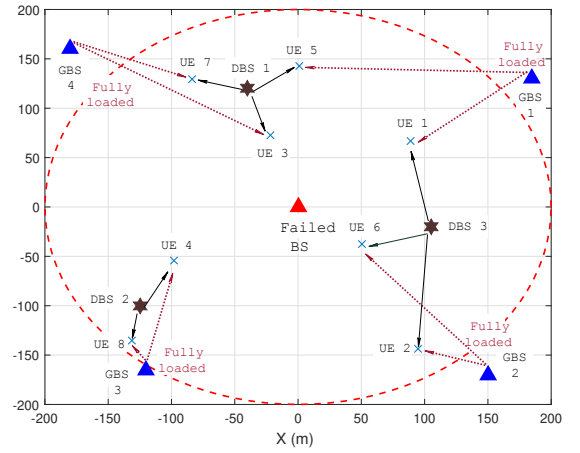 200
150
100
50
0
-50
-100
-150
-200
-200
-150
-100
-50
0
50
100
150
200
X (m)
GBS
4
Fully
loaded
UE 7
DBS 1
UE 5
UE 3
Fully
loaded
GBS
1
UE 1
Failed
BS
UE 6
DBS 3
UE 4
DBS 2
UE 8
GBS
3
Fully
loaded
UE 2
Fully
loaded
GBS
2